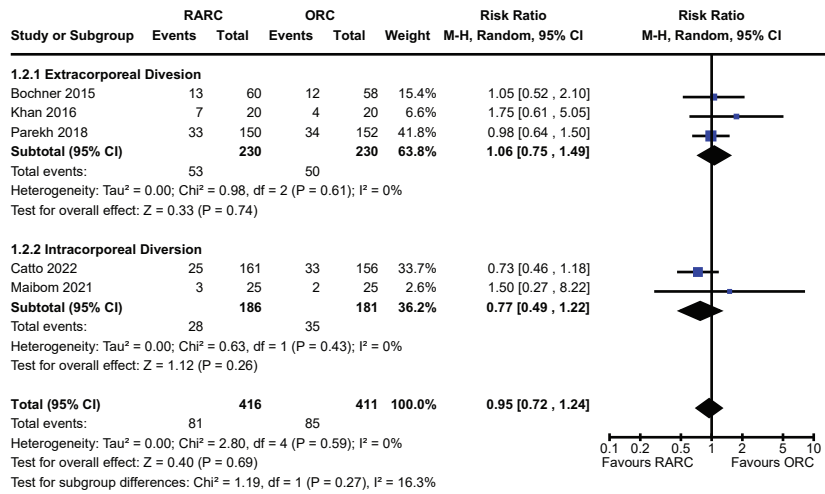 RARC ORC Risk Ratio Risk Ratio
Study or Subgroup Events Total Events Total Weight M-H, Random, 95% CI M-H, Random, 95% CI
1.2.1 Extracorporeal Divesion
Bochner 2015 13 60 12 58 15.4% 1.05 [0.52 , 2.10]
Khan 2016 7 20 4 20 6.6% 1.75 [0.61 , 5.05]
Parekh 2018 33 150 34 152 41.8% 0.98 [0.64 , 1.50]
Subtotal (95% CI) 230 230 63.8% 1.06 [0.75 , 1.49]
Total events: 53 50
Heterogeneity: Tau² = 0.00; Chi² = 0.98, df = 2 (P = 0.61); I² = 0%
Test for overall effect: Z = 0.33 (P = 0.74)
1.2.2 Intracorporeal Diversion
Catto 2022 25 161 33 156 33.7% 0.73 [0.46 , 1.18]
Maibom 2021 3 25 2 25 2.6% 1.50 [0.27 , 8.22]
Subtotal (95% CI) 186 181 36.2% 0.77 [0.49 , 1.22]
Total events: 28 35
Heterogeneity: Tau² = 0.00; Chi² = 0.63, df = 1 (P = 0.43); I² = 0%
Test for overall effect: Z = 1.12 (P = 0.26)
Total (95% CI) 416 411 100.0% 0.95 [0.72 , 1.24]
Total events: 81 85
Heterogeneity: Tau² = 0.00; Chi² = 2.80, df = 4 (P = 0.59); I² = 0%
Test for overall effect: Z = 0.40 (P = 0.69)
Test for subgroup differences: Chi² = 1.19, df = 1 (P = 0.27), I² = 16.3%
0.1 0.2 0.5 1 2 5 10
Favours RARC Favours ORC